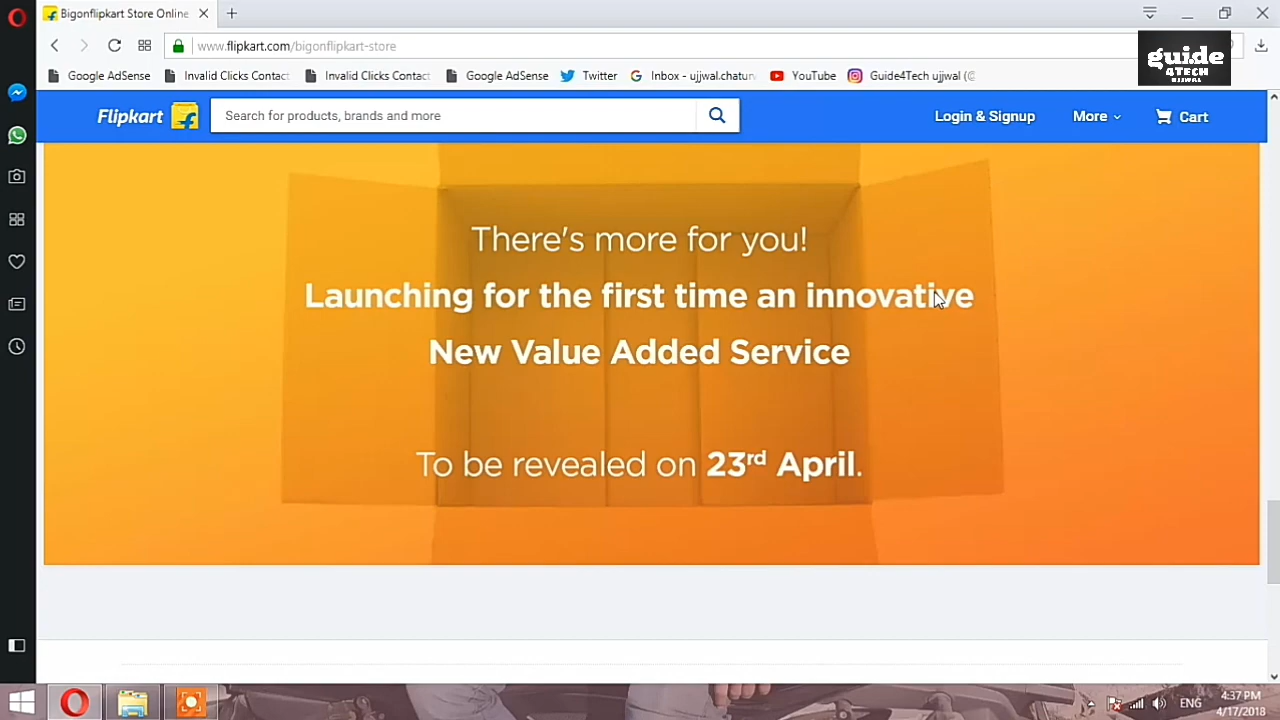 Bigonflipkart Store Online
www.flipkart.com/bigonflipkart-store
guide
4TECH
UJJWAL
Google AdSense
Invalid Clicks Contact
Invalid Clicks Contact
Google AdSense
Twitter
Inbox - ujjwal.chatur
YouTube
Guide4Tech ujjwal (@
Flipkart
Search for products, brands and more
Login & Signup
More
Cart
There's more for you!
Launching for the first time an innovative
New Value Added Service
To be revealed on 23rd April.
ENG
4:37 PM
4/17/2018